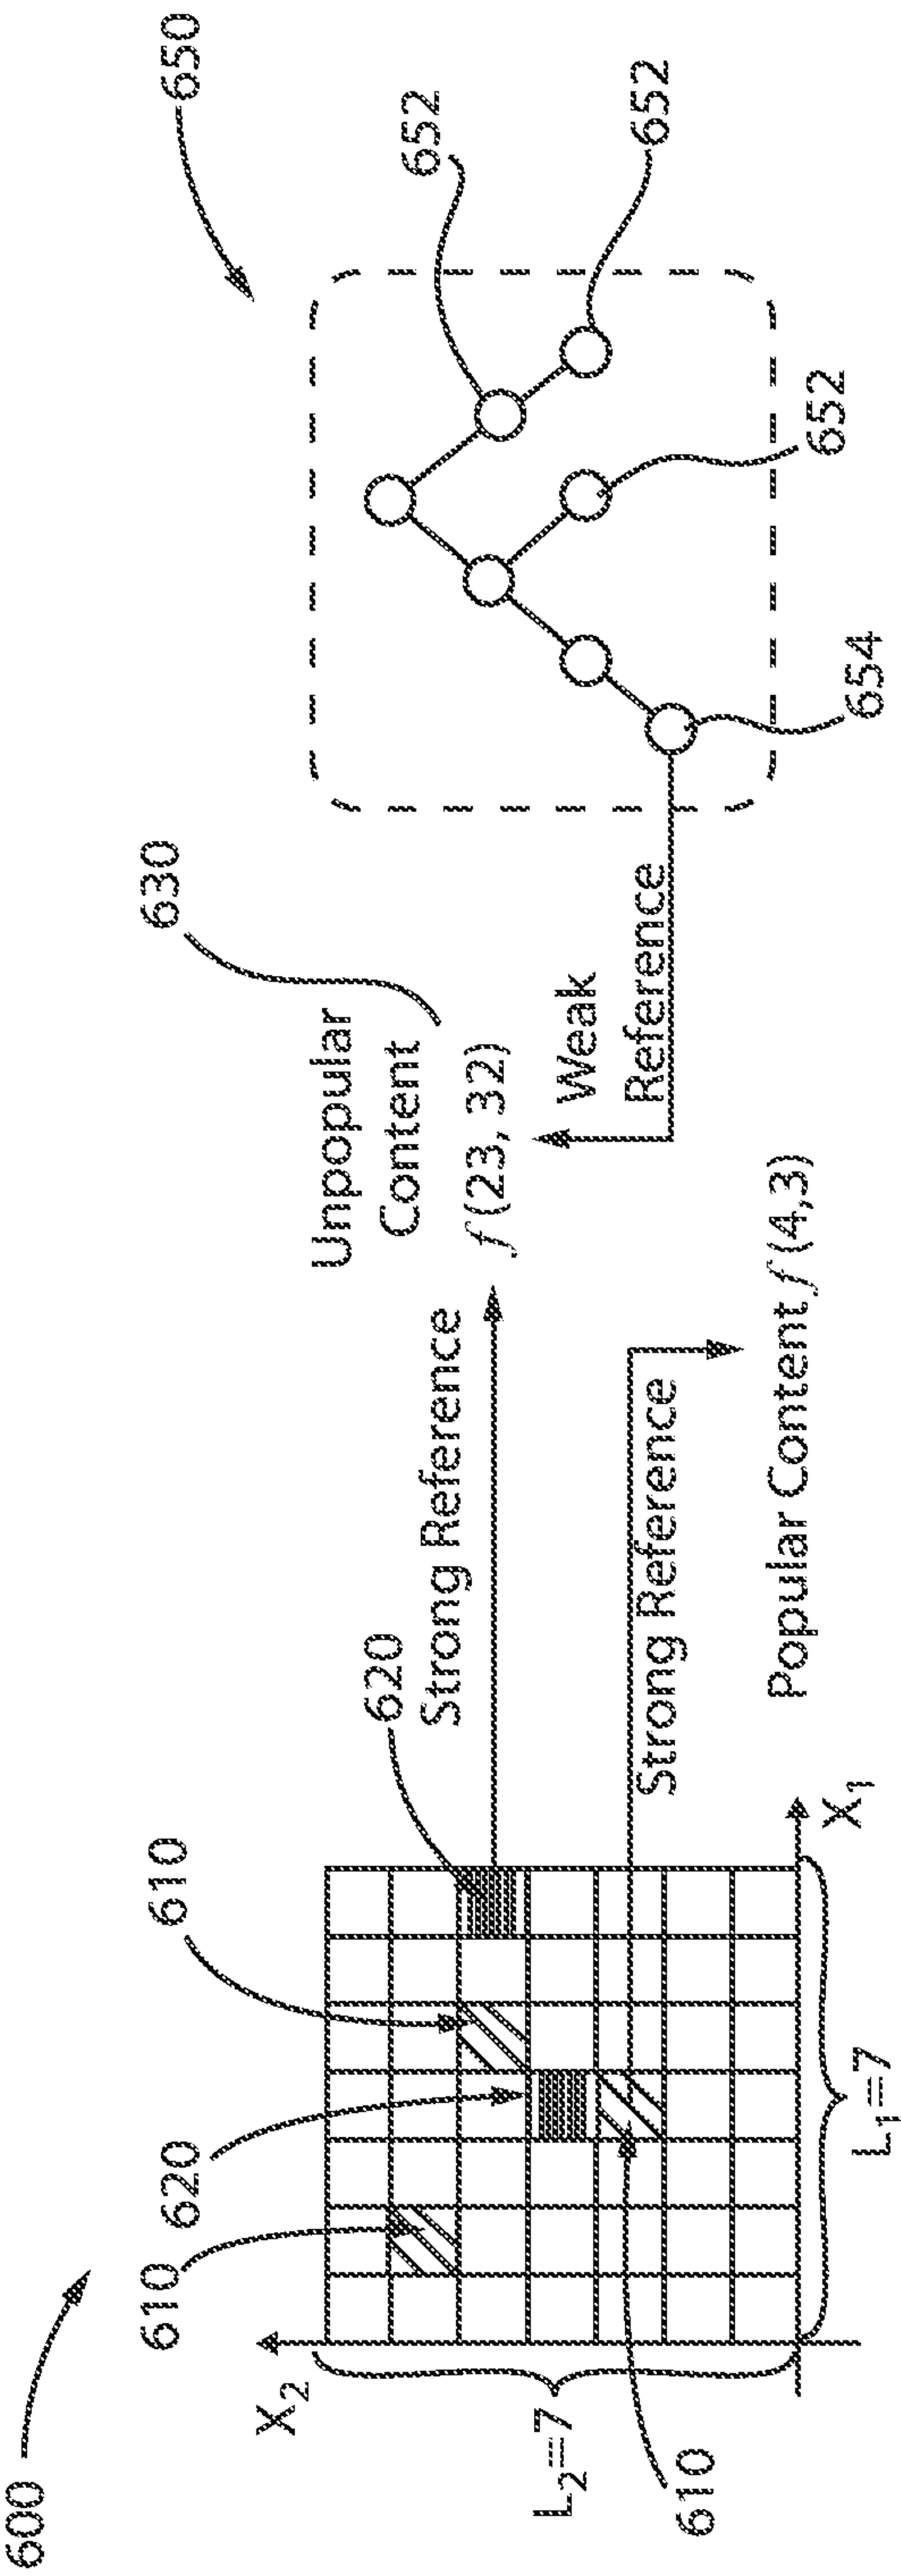 600
X₂
L₂=7
610
610
620
610
620
X₁
L₁=7
Strong Reference
Strong Reference
Popular Content f(4,3)
Unpopular
Content
f(23, 32)
630
Weak
Reference
650
652
652
652
654